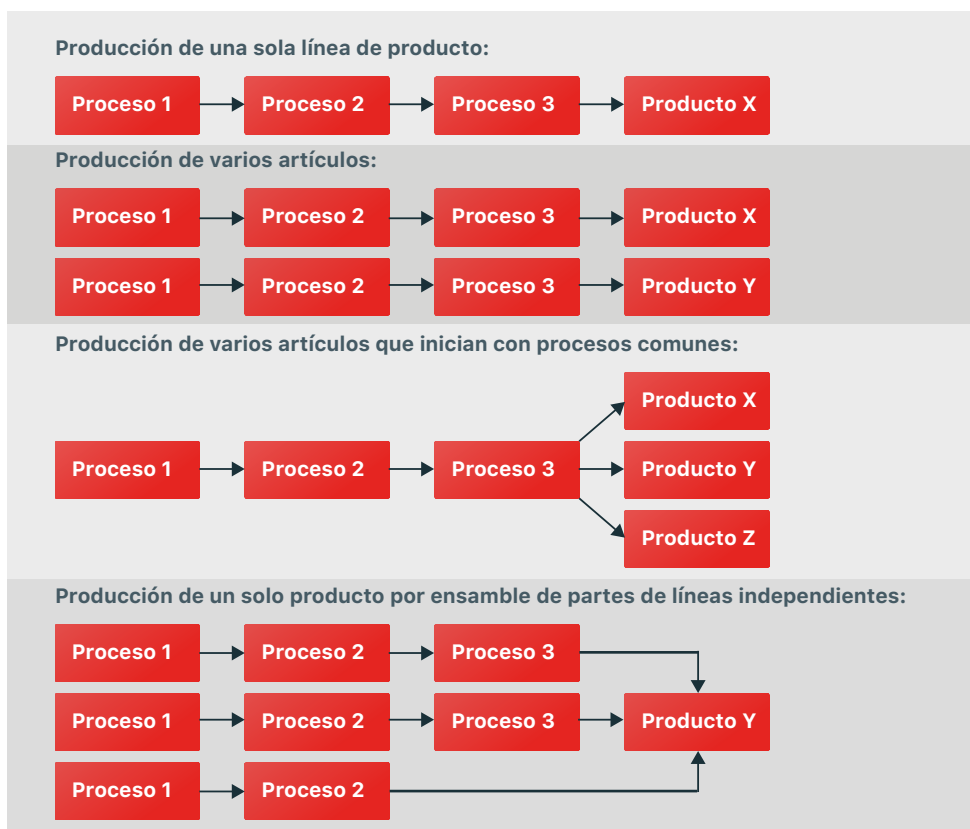 Producción de una sola línea de producto:
Proceso 1 Proceso 2 Proceso 3 Producto X
Producción de varios artículos:
Proceso 1 Proceso 2 Proceso 3 Producto X
Proceso 1 Proceso 2 Proceso 3 Producto Y
Producción de varios artículos que inician con procesos comunes:
Producto X
Proceso 1 Proceso 2 Proceso 3 Producto Y
Producto Z
Producción de un solo producto por ensamble de partes de líneas independientes:
Proceso 1 Proceso 2 Proceso 3
Proceso 1 Proceso 2 Proceso 3 Producto Y
Proceso 1 Proceso 2